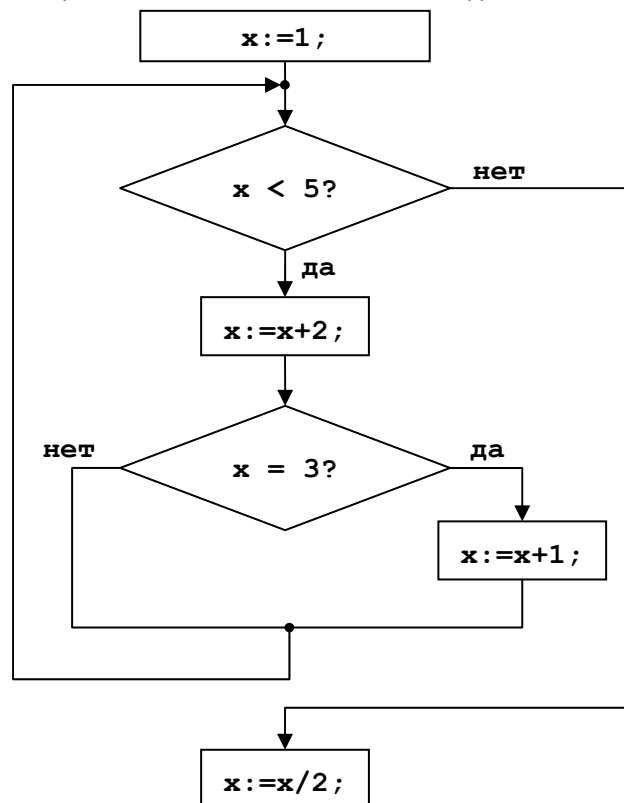 x:=1;
x < 5?
нет
да
x:=x+2;
нет
x = 3?
да
x:=x+1;
x:=x/2;